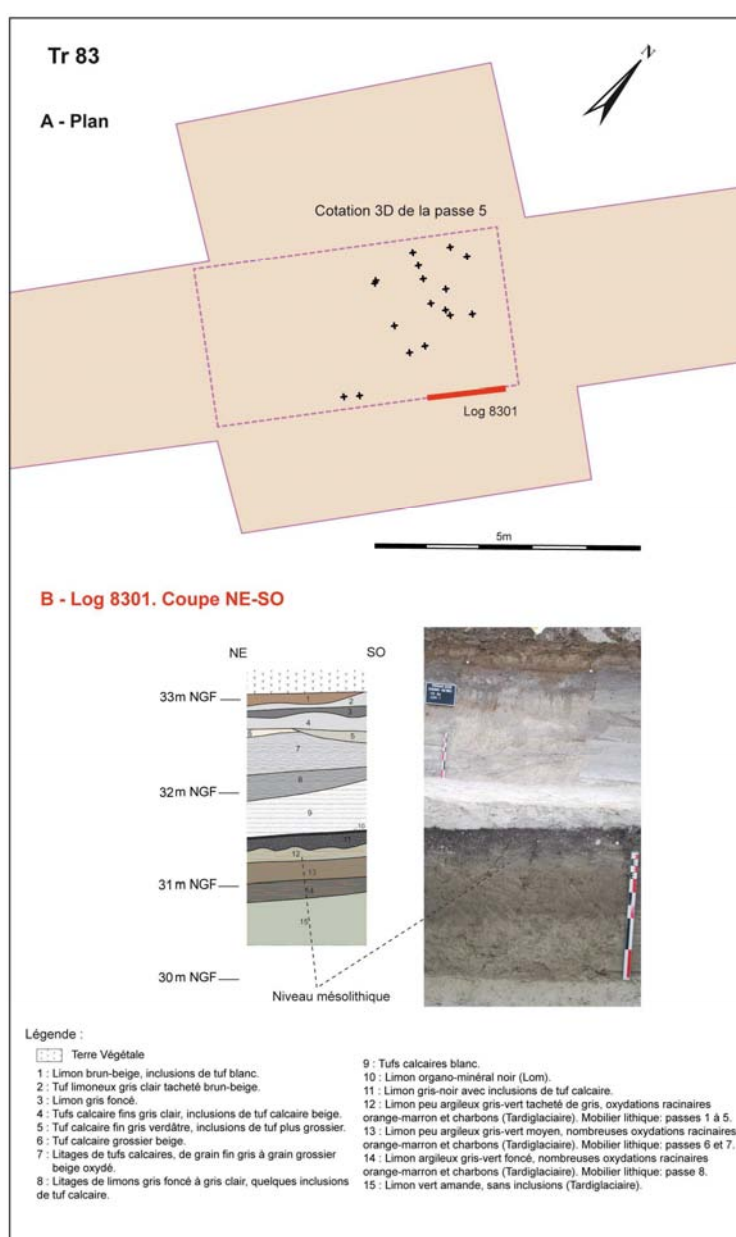 Tr 83
N
A - Plan
Cotation 3D de la passe 5
Log 8301
5m
B - Log 8301. Coupe NE-SO
NE
SO
33m NGF
1
2
3
4
5
7
32m NGF
8
9
10
11
12
31m NGF
13
14
15
30m NGF
Niveau mésolithique
Légende :
Terre Végétale
1 : Limon brun-beige, inclusions de tuf blanc.
2 : Tuf limoneux gris clair tacheté brun-beige.
3 : Limon gris foncé.
4 : Tufs calcaire fins gris clair, inclusions de tuf calcaire beige.
5 : Tuf calcaire fin gris verdâtre, inclusions de tuf plus grossier.
6 : Tuf calcaire grossier beige.
7 : Litages de tufs calcaires, de grain fin gris à grain grossier
beige oxydé.
8 : Litages de limons gris foncé à gris clair, quelques inclusions
de tuf calcaire.
9 : Tufs calcaires blanc.
10 : Limon organo-minéral noir (Lom).
11 : Limon gris-noir avec inclusions de tuf calcaire.
12 : Limon peu argileux gris-vert tacheté de gris, oxydations racinaires
orange-marron et charbons (Tardiglaciaire). Mobilier lithique: passes 1 à 5.
13 : Limon peu argileux gris-vert moyen, nombreuses oxydations racinaires
orange-marron et charbons (Tardiglaciaire). Mobilier lithique: passes 6 et 7.
14 : Limon argileux gris-vert foncé, nombreuses oxydations racinaires
orange-marron et charbons (Tardiglaciaire). Mobilier lithique: passe 8.
15 : Limon vert amande, sans inclusions (Tardiglaciaire).